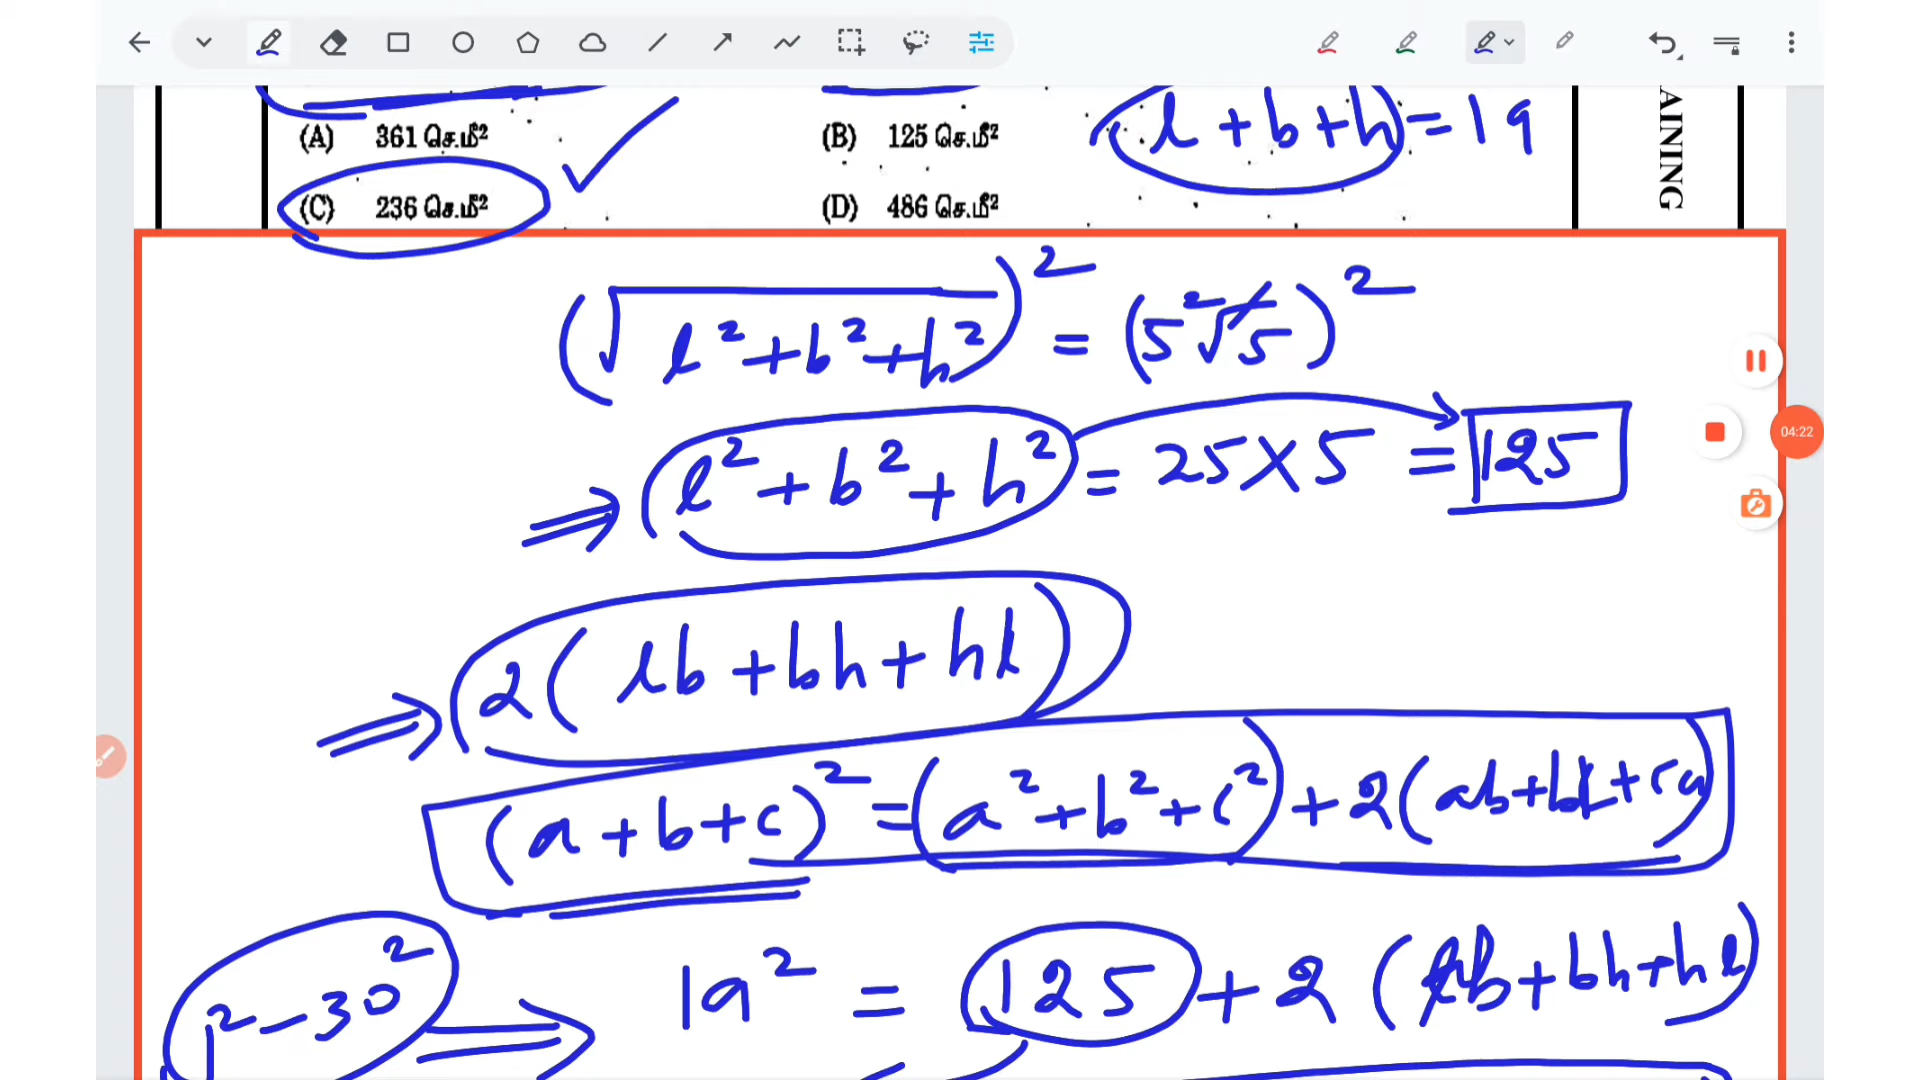 (A) 361 செ.மீ² (B) 125 செ.மீ² l + b + h = 19
(C) 236 செ.மீ² (D) 486 செ.மீ²
AINING
(√l² + b² + h²)² = (5√5)²
04:22
⇒ (l² + b² + h²) = 25 × 5 = 125
⇒ 2(lb + bh + hl)
(a + b + c)² = (a² + b² + c²) + 2(ab + bc + ca)
1² - 30² ⇒ 19² = 125 + 2(lb + bh + hl)